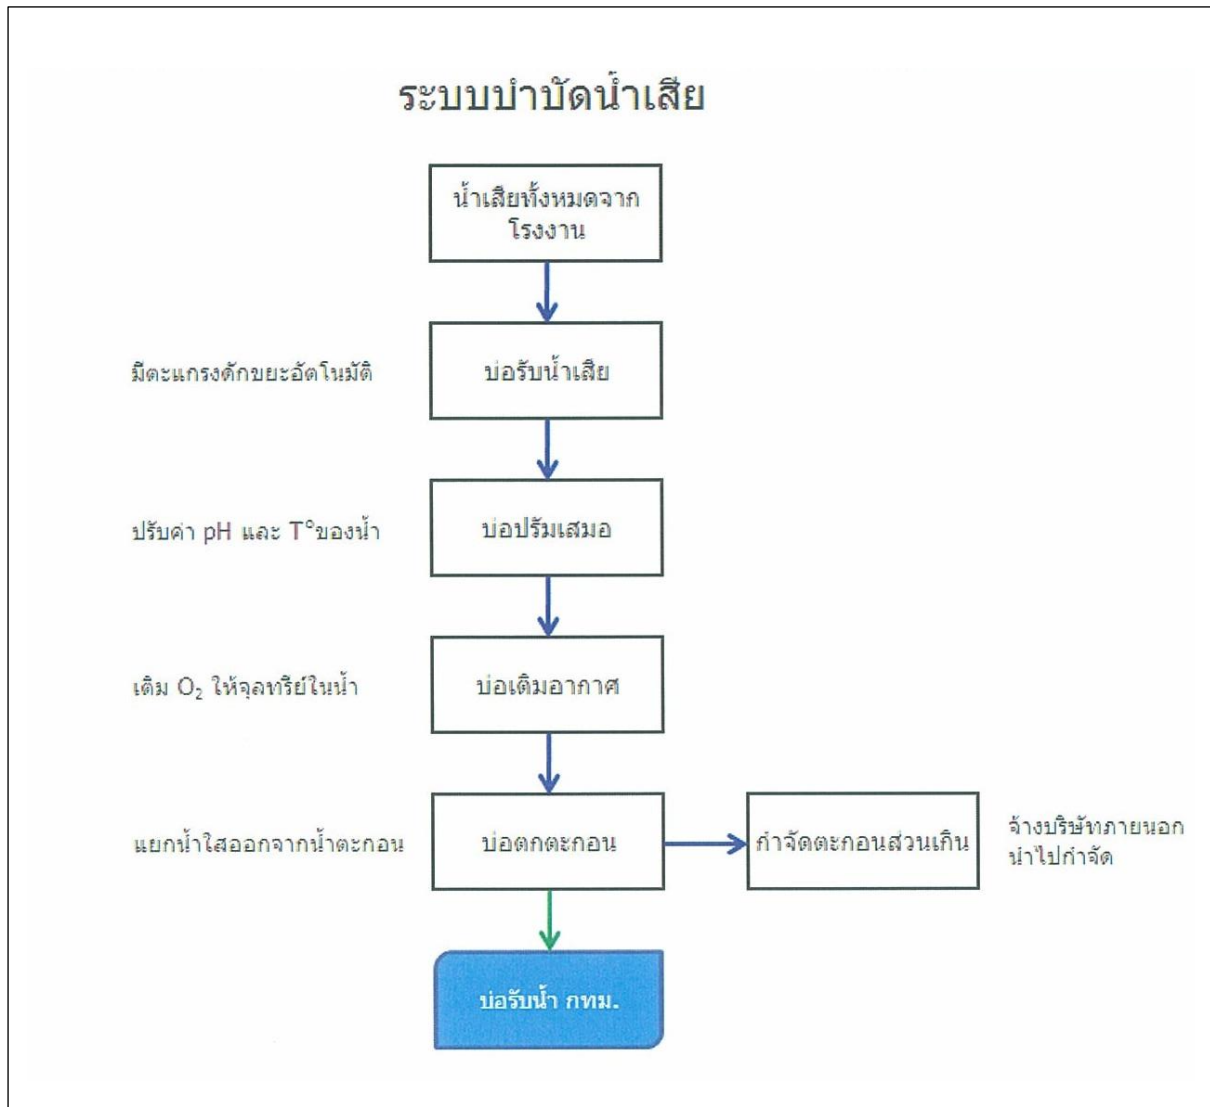 ระบบบำบัดน้ำเสีย
น้ำเสียทั้งหมดจาก
โรงงาน
มีตะแกรงดักขยะอัตโนมัติ
บ่อรับน้ำเสีย
ปรับค่า pH และ T°ของน้ำ
บ่อปรัมเสมอ
เติม O₂ ให้จุลทรีย์ในน้ำ
บ่อเติมอากาศ
แยกน้ำใสออกจากน้ำตะกอน
บ่อตกตะกอน
กำจัดตะกอนส่วนเกิน
จ้างบริษัทภายนอก
นำไปกำจัด
บ่อรับน้ำ กทม.